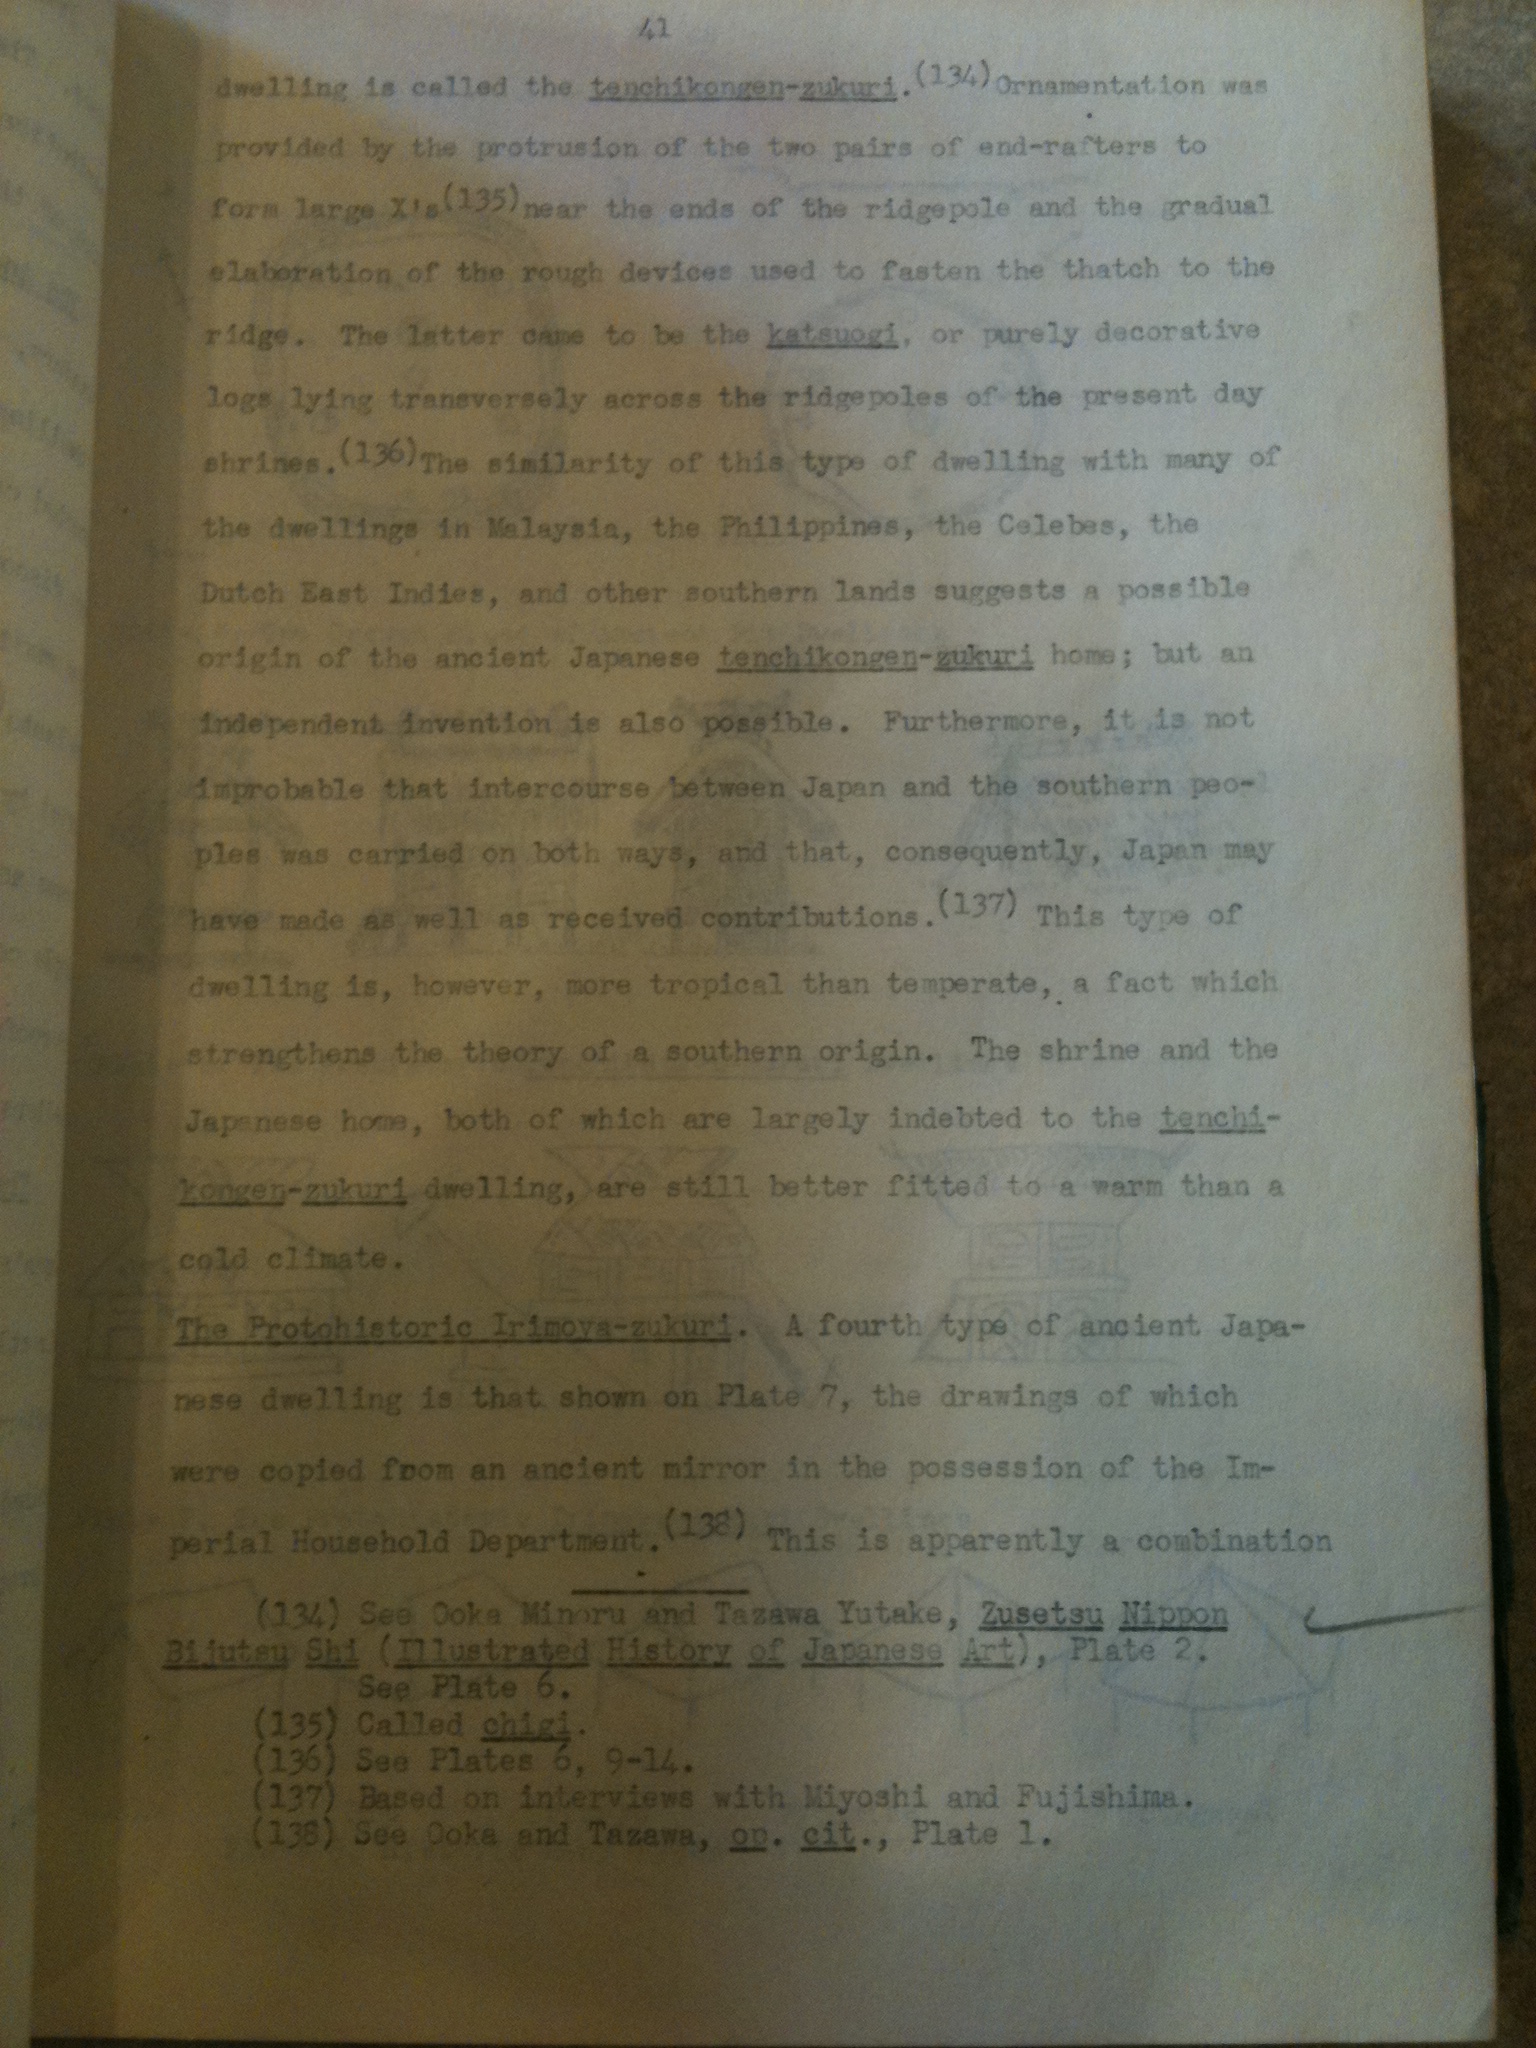 41
dwelling is called the tenchikongen-zukuri.(134)Ornamentation was
provided by the protrusion of the two pairs of end-rafters to
form large X's(135)near the ends of the ridgepole and the gradual
elaboration of the rough devices used to fasten the thatch to the
ridge. The latter came to be the katsuogi, or purely decorative
logs lying transversely across the ridgepoles of the present day
shrines.(136)The similarity of this type of dwelling with many of
the dwellings in Malaysia, the Philippines, the Celebes, the
Dutch East Indies, and other southern lands suggests a possible
origin of the ancient Japanese tenchikongen-zukuri home; but an
independent invention is also possible. Furthermore, it is not
improbable that intercourse between Japan and the southern peo-
ples was carried on both ways, and that, consequently, Japan may
have made as well as received contributions.(137) This type of
dwelling is, however, more tropical than temperate, a fact which
strengthens the theory of a southern origin. The shrine and the
Japanese home, both of which are largely indebted to the tenchi-
kongen-zukuri dwelling, are still better fitted to a warm than a
cold climate.
The Protohistoric Irimoya-zukuri. A fourth type of ancient Japa-
nese dwelling is that shown on Plate 7, the drawings of which
were copied from an ancient mirror in the possession of the Im-
perial Household Department.(138) This is apparently a combination
(134) See Ooka Minoru and Tazawa Yutake, Zusetsu Nippon
Bijutsu Shi (Illustrated History of Japanese Art), Plate 2.
See Plate 6.
(135) Called chigi.
(136) See Plates 6, 9-14.
(137) Based on interviews with Miyoshi and Fujishima.
(138) See Ooka and Tazawa, op. cit., Plate 1.